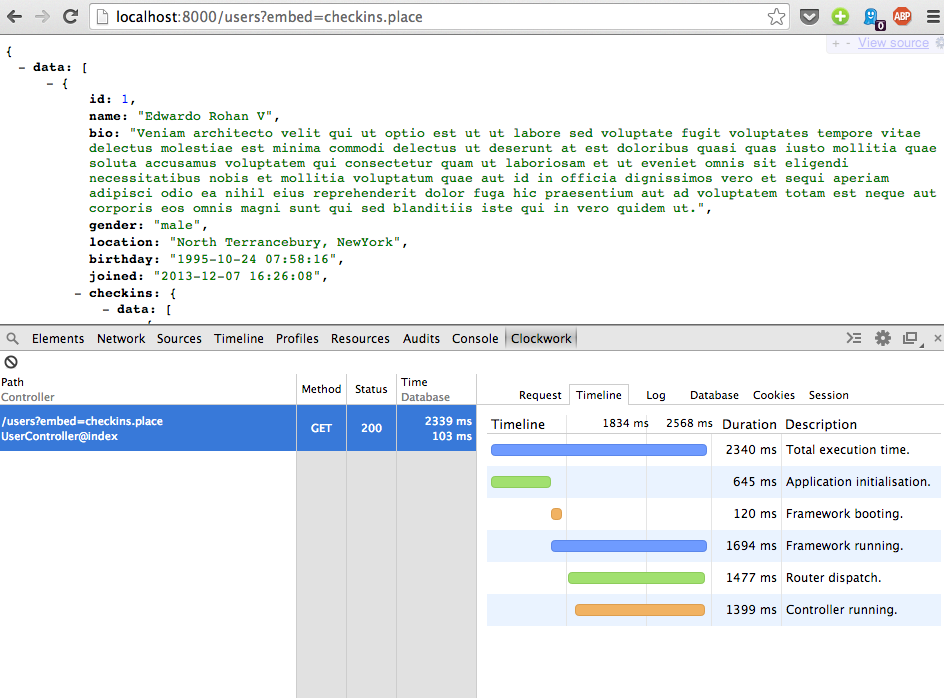 localhost:8000/users?embed=checkins.place
0
ABP
+ - View source
{
- data: [
- {
id: 1,
name: "Edwardo Rohan V",
bio: "Veniam architecto velit qui ut optio est ut ut labore sed voluptate fugit voluptates tempore vitae
delectus molestiae est minima commodi delectus ut deserunt at est doloribus quasi quas iusto mollitia quae
soluta accusamus voluptatem qui consectetur quam ut laboriosam et ut eveniet omnis sit eligendi
necessitatibus nobis et mollitia voluptatum quae aut id in officia dignissimos vero et sequi aperiam
adipisci odio ea nihil eius reprehenderit dolor fuga hic praesentium aut ad voluptatem totam est neque aut
corporis eos omnis magni sunt qui sed blanditiis iste qui in vero quidem ut.",
gender: "male",
location: "North Terrancebury, NewYork",
birthday: "1995-10-24 07:58:16",
joined: "2013-12-07 16:26:08",
- checkins: {
- data: [
Elements Network Sources Timeline Profiles Resources Audits Console Clockwork
Path Method Status Time
Controller Database
/users?embed=checkins.place GET 200 2339 ms
UserController@index 103 ms
Request Timeline Log Database Cookies Session
Timeline 1834 ms 2568 ms Duration Description
2340 ms Total execution time.
645 ms Application initialisation.
120 ms Framework booting.
1694 ms Framework running.
1477 ms Router dispatch.
1399 ms Controller running.